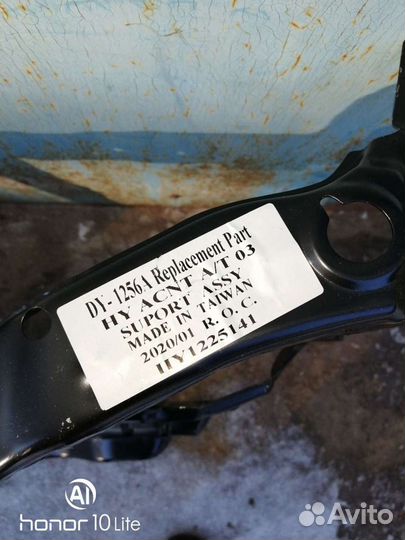 DY-1256A Replacement Part
HY ACNT A/T 03
SUPORT ASSY
MADE IN TAIWAN
2020/01 R. O. C.
HY1225141
AI
honor 10 Lite
Avito